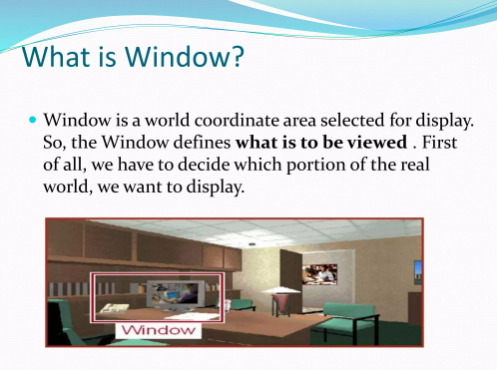 What is Window?
Window is a world coordinate area selected for display.
So, the Window defines what is to be viewed . First
of all, we have to decide which portion of the real
world, we want to display.
Window